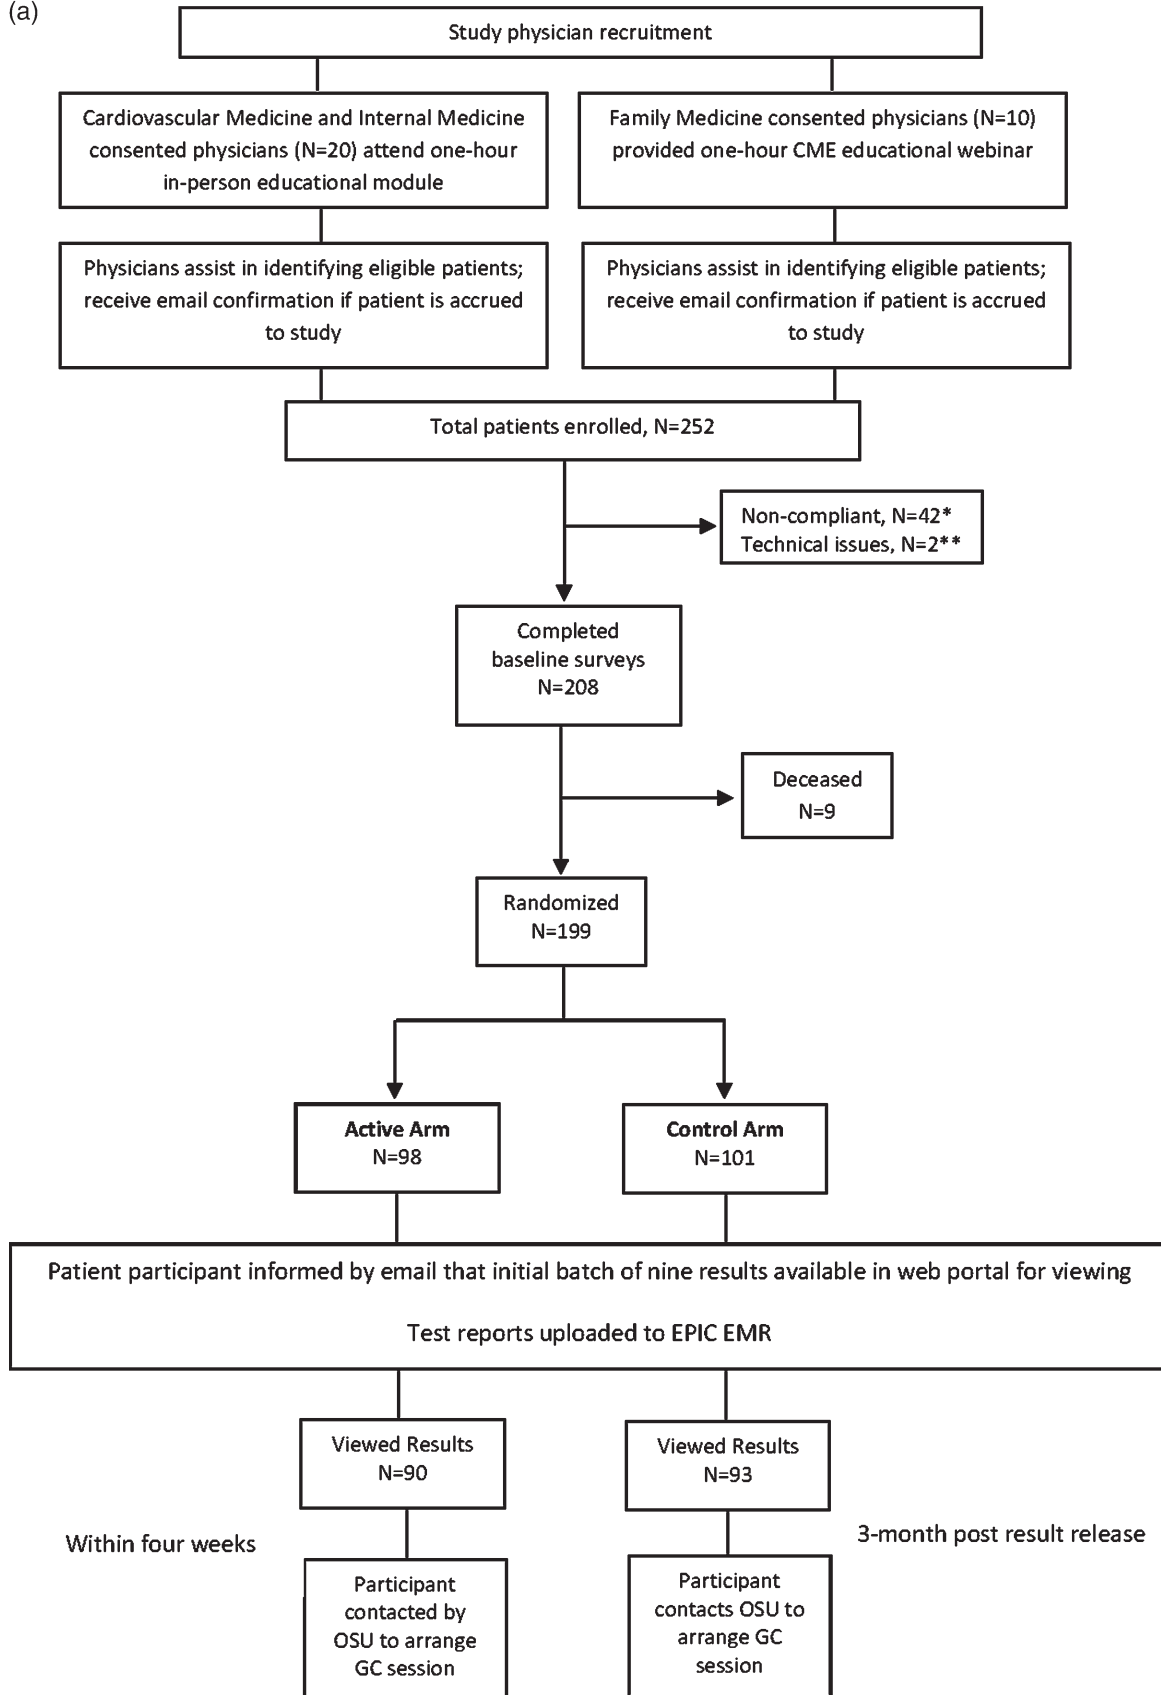 (a)
Study physician recruitment
Cardiovascular Medicine and Internal Medicine
consented physicians (N=20) attend one-hour
in-person educational module
Family Medicine consented physicians (N=10)
provided one-hour CME educational webinar
Physicians assist in identifying eligible patients;
receive email confirmation if patient is accrued
to study
Physicians assist in identifying eligible patients;
receive email confirmation if patient is accrued
to study
Total patients enrolled, N=252
Non-compliant, N=42*
Technical issues, N=2**
Completed
baseline surveys
N=208
Deceased
N=9
Randomized
N=199
Active Arm
N=98
Control Arm
N=101
Patient participant informed by email that initial batch of nine results available in web portal for viewing
Test reports uploaded to EPIC EMR
Viewed Results
N=90
Viewed Results
N=93
Within four weeks
3-month post result release
Participant
contacted by
OSU to arrange
GC session
Participant
contacts OSU to
arrange GC
session